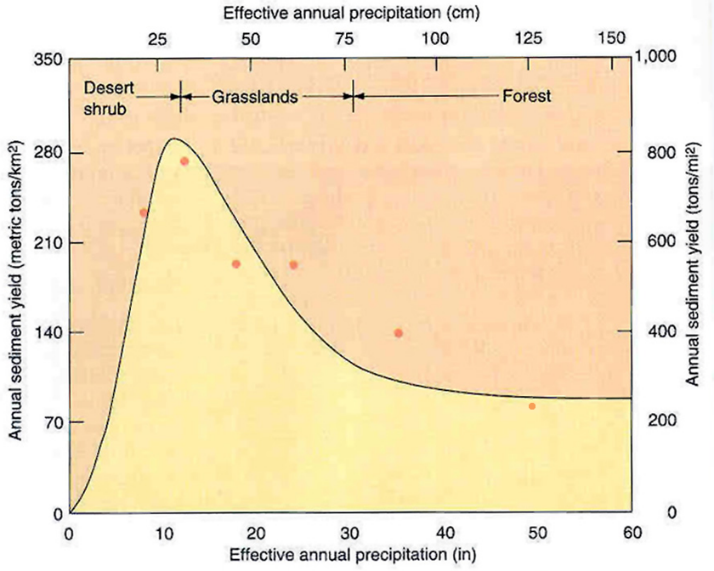 Effective annual precipitation (cm)
25 50 75 100 125 150
350 1,000
Desert
shrub
Grasslands
Forest
280 800
210 600
140 400
70 200
0 0
0 10 20 30 40 50 60
Effective annual precipitation (in)
Annual sediment yield (metric tons/km²)
Annual sediment yield (tons/mi²)